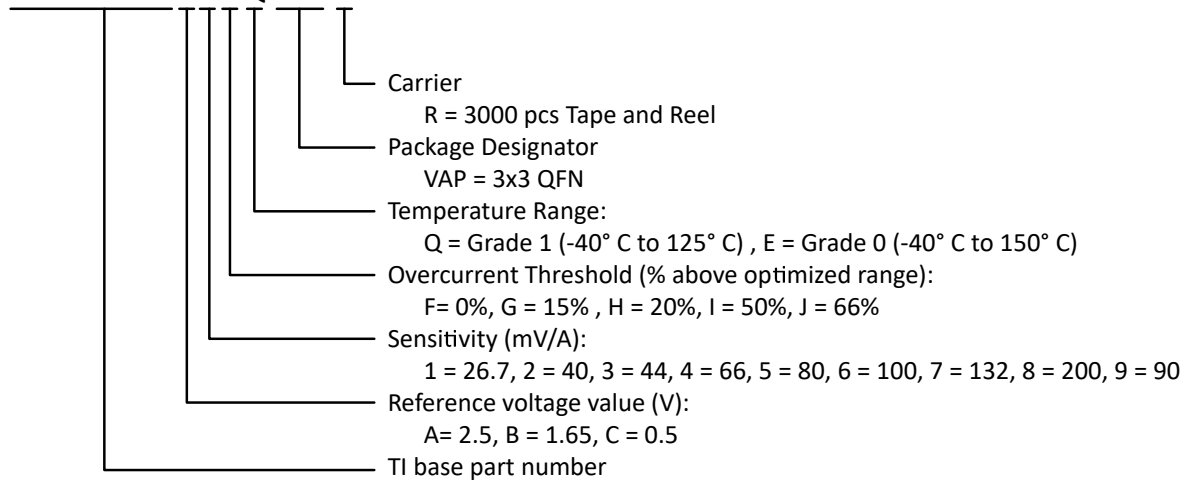 Carrier
R = 3000 pcs Tape and Reel
Package Designator
VAP = 3x3 QFN
Temperature Range:
Q = Grade 1 (-40° C to 125° C) , E = Grade 0 (-40° C to 150° C)
Overcurrent Threshold (% above optimized range):
F= 0%, G = 15% , H = 20%, I = 50%, J = 66%
Sensitivity (mV/A):
1 = 26.7, 2 = 40, 3 = 44, 4 = 66, 5 = 80, 6 = 100, 7 = 132, 8 = 200, 9 = 90
Reference voltage value (V):
A= 2.5, B = 1.65, C = 0.5
TI base part number